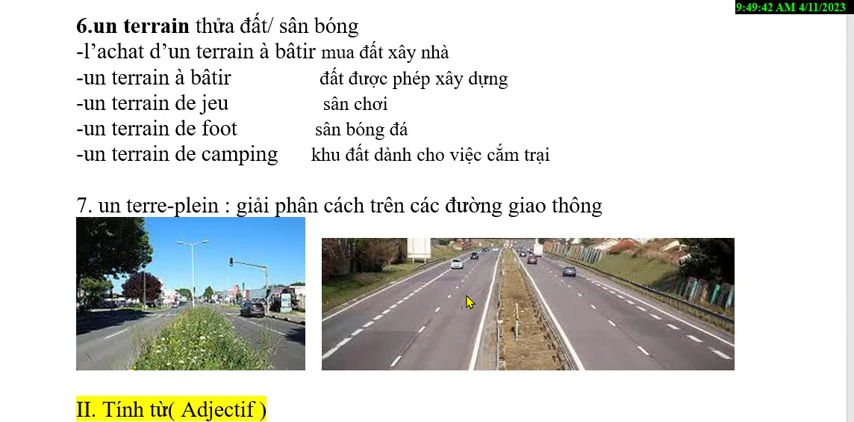 9:49:42 AM 4/11/2023
6.un terrain thửa đất/ sân bóng
-l’achat d’un terrain à bâtir mua đất xây nhà
-un terrain à bâtir đất được phép xây dựng
-un terrain de jeu sân chơi
-un terrain de foot sân bóng đá
-un terrain de camping khu đất dành cho việc cắm trại
7. un terre-plein : giải phân cách trên các đường giao thông
II. Tính từ( Adjectif )